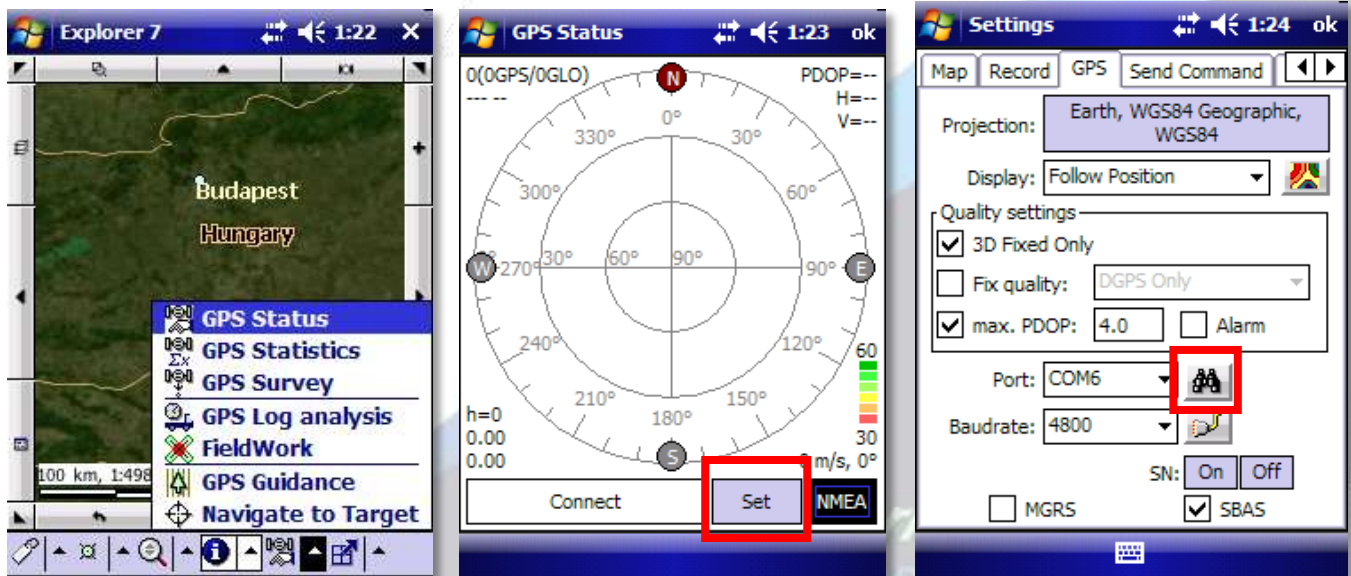 Explorer 7 1:22
Budapest
Hungary
GPS Status
GPS Statistics
GPS Survey
GPS Log analysis
FieldWork
GPS Guidance
Navigate to Target
100 km, 1:498
GPS Status 1:23 ok
0(0GPS/0GLO) PDOP=--
--- -- H=--
V=--
N
0°
330° 30°
300° 60°
W 270° 30° 60° 90° 90° E
240° 120°
60
210° 150°
180°
h=0
0.00 30
0.00 S m/s, 0°
Connect Set NMEA
Settings 1:24 ok
Map Record GPS Send Command
Projection: Earth, WGS84 Geographic,
WGS84
Display: Follow Position
Quality settings
3D Fixed Only
Fix quality: DGPS Only
max. PDOP: 4.0 Alarm
Port: COM6
Baudrate: 4800
SN: On Off
MGRS SBAS